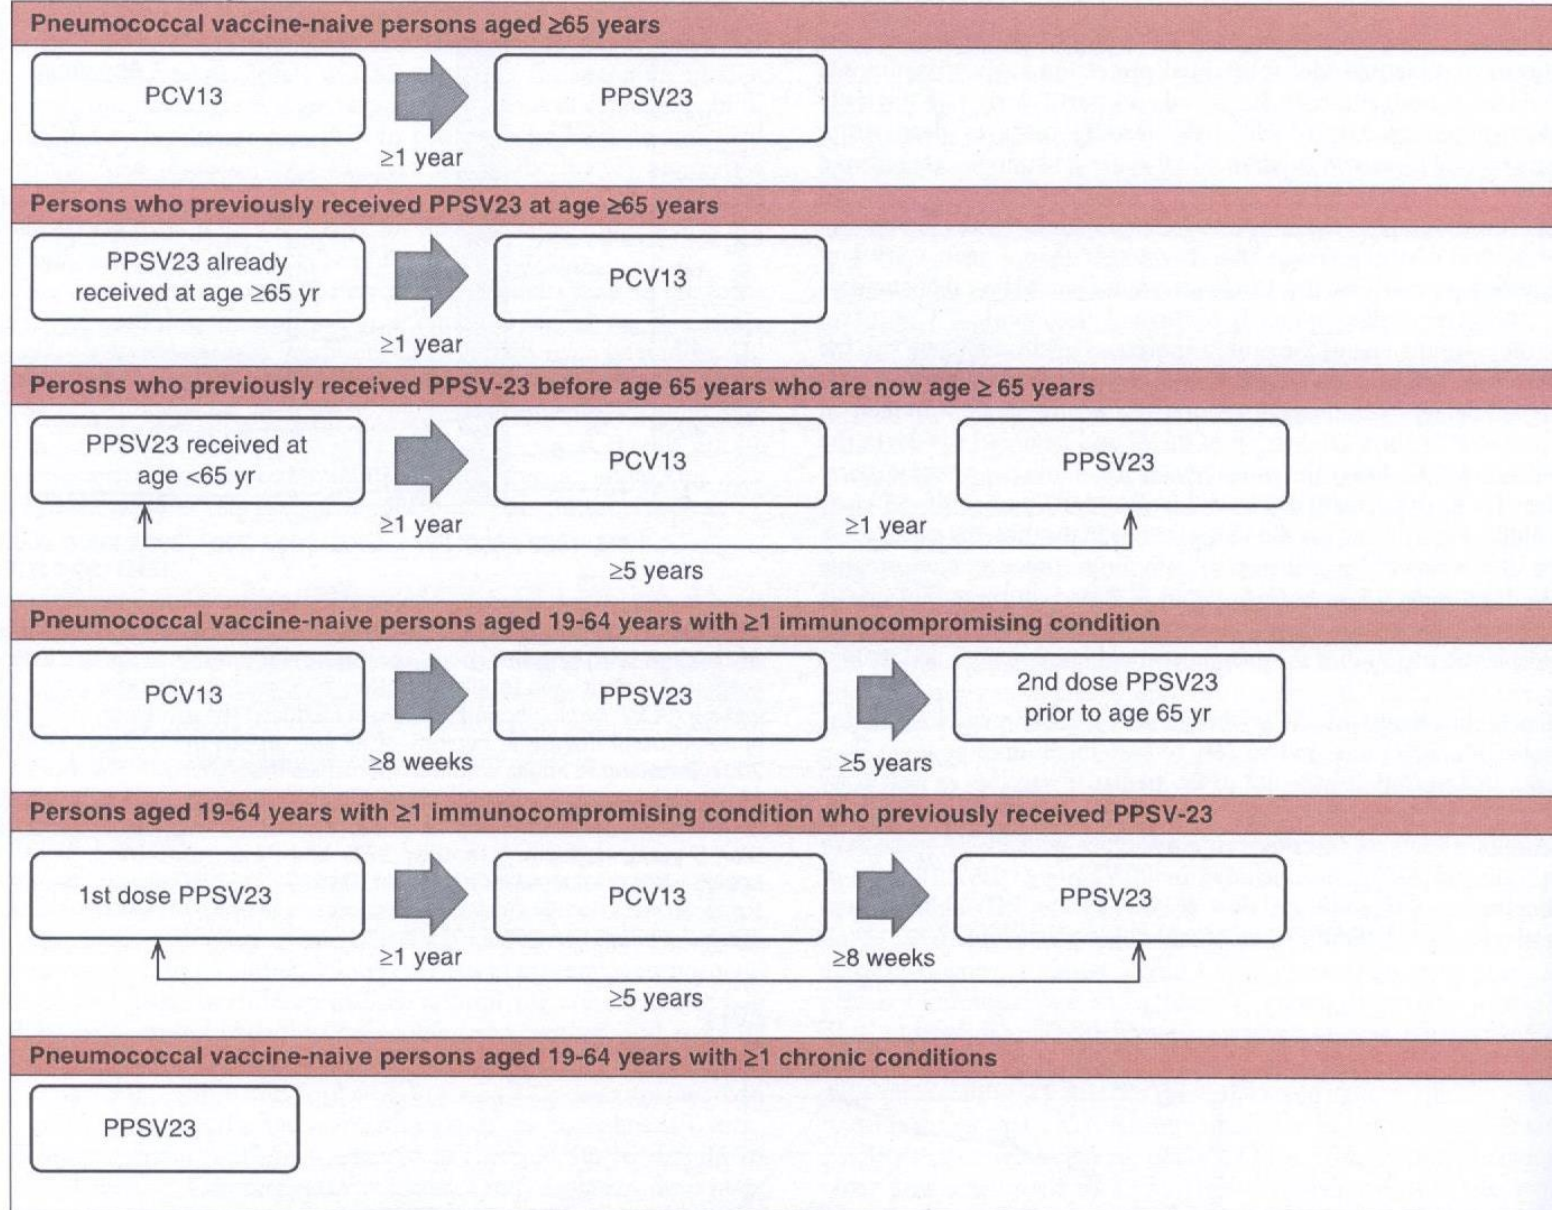 Pneumococcal vaccine-naive persons aged ≥65 years
PCV13
PPSV23
≥1 year
Persons who previously received PPSV23 at age ≥65 years
PPSV23 already
received at age ≥65 yr
PCV13
≥1 year
Perosns who previously received PPSV-23 before age 65 years who are now age ≥ 65 years
PPSV23 received at
age <65 yr
PCV13
PPSV23
≥1 year
≥1 year
≥5 years
Pneumococcal vaccine-naive persons aged 19-64 years with ≥1 immunocompromising condition
PCV13
PPSV23
2nd dose PPSV23
prior to age 65 yr
≥8 weeks
≥5 years
Persons aged 19-64 years with ≥1 immunocompromising condition who previously received PPSV-23
1st dose PPSV23
PCV13
PPSV23
≥1 year
≥8 weeks
≥5 years
Pneumococcal vaccine-naive persons aged 19-64 years with ≥1 chronic conditions
PPSV23